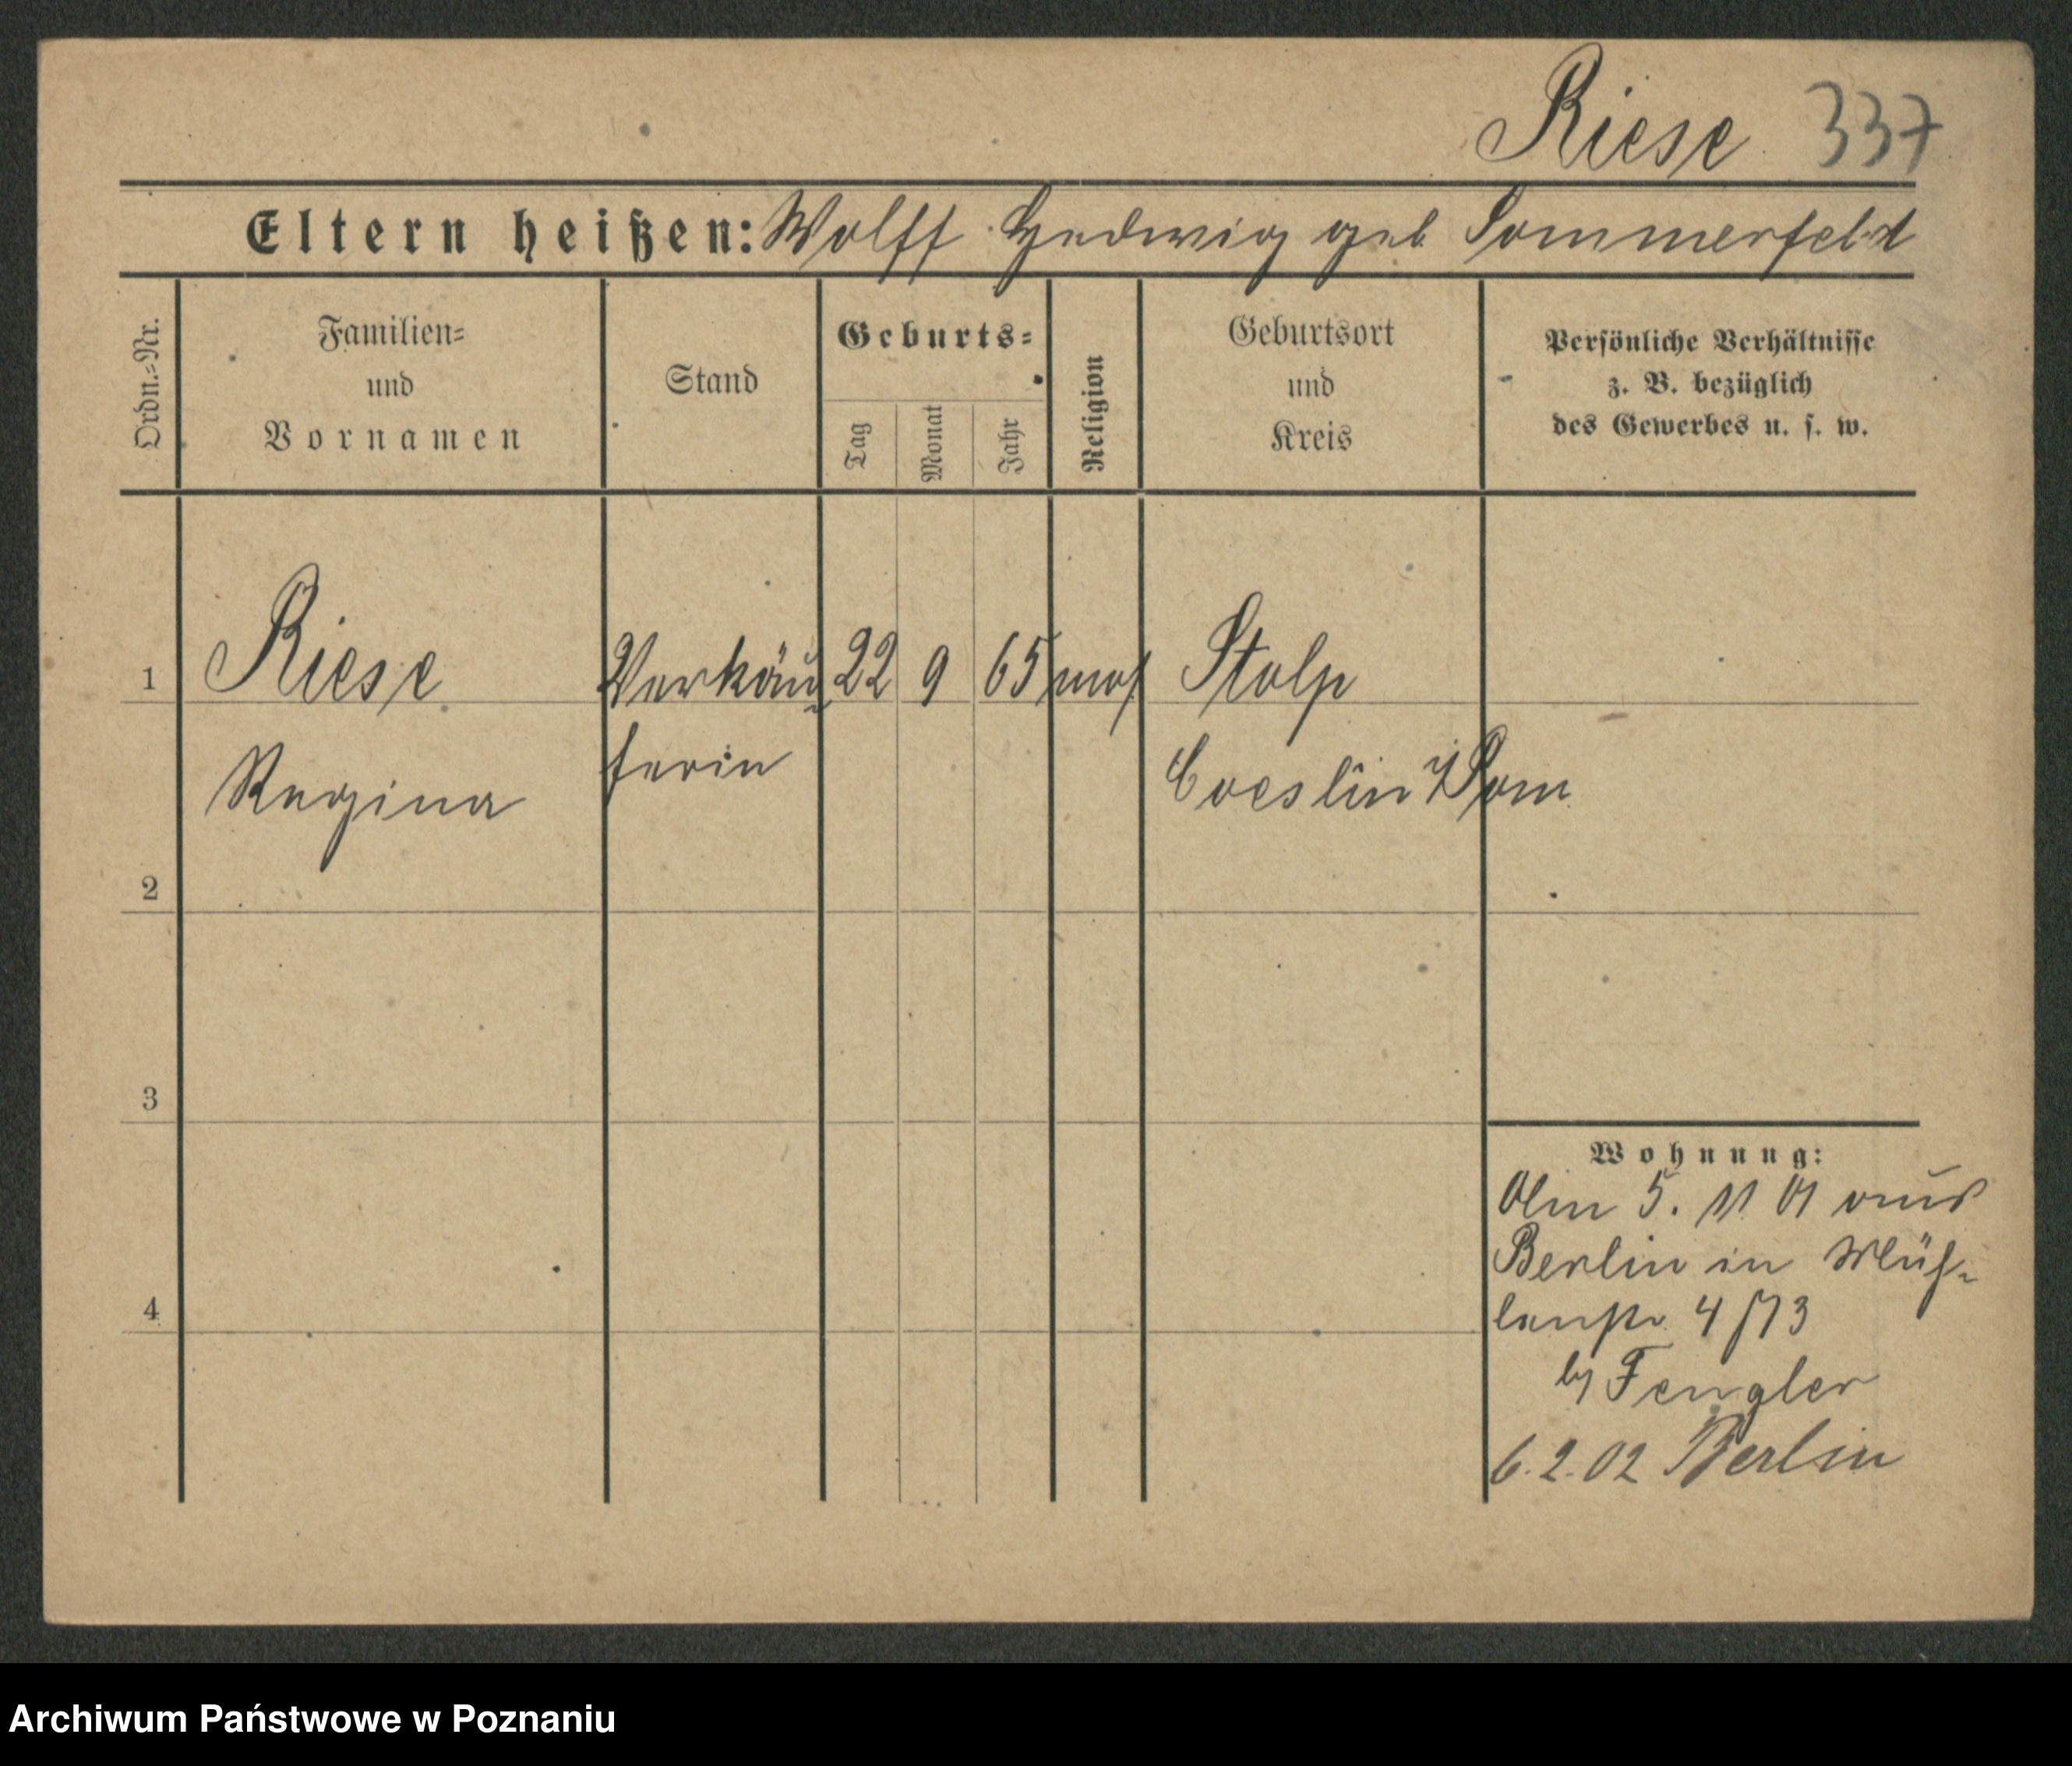 Riese 337
Eltern heißen: Wolff Hedwig geb Sommerfeld
Ordn.-Nr.
Familien-
und
Vornamen
Stand
Geburts-
Tag
Monat
Jahr
Religion
Geburtsort
und
Kreis
Persönliche Verhältnisse
z. B. bezüglich
des Gewerbes u. s. w.
1 Riese Verkäu- 22 9 65 mos Stolp
Regina ferin Coeslin Pom
2
3
4
Wohnung:
Am 5. 11 01 aus
Berlin in Müh-
lenstr 4
by Fengler
6.2.02 Berlin
Archiwum Państwowe w Poznaniu